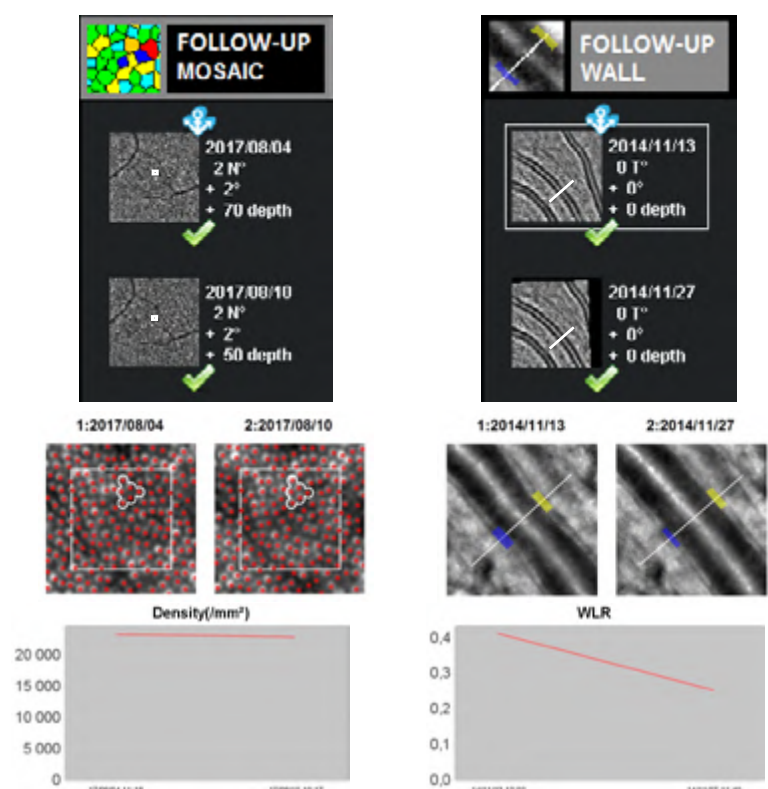 FOLLOW-UP
MOSAIC
2017/08/04
2 N°
+ 2°
+ 70 depth
2017/08/10
2 N°
+ 2°
+ 50 depth
FOLLOW-UP
WALL
2014/11/13
0 T°
+ 0°
+ 0 depth
2014/11/27
0 T°
+ 0°
+ 0 depth
1:2017/08/04
2:2017/08/10
Density(/mm²)
20 000
15 000
10 000
5 000
0
1:2014/11/13
2:2014/11/27
WLR
0,4
0,3
0,2
0,1
0,0